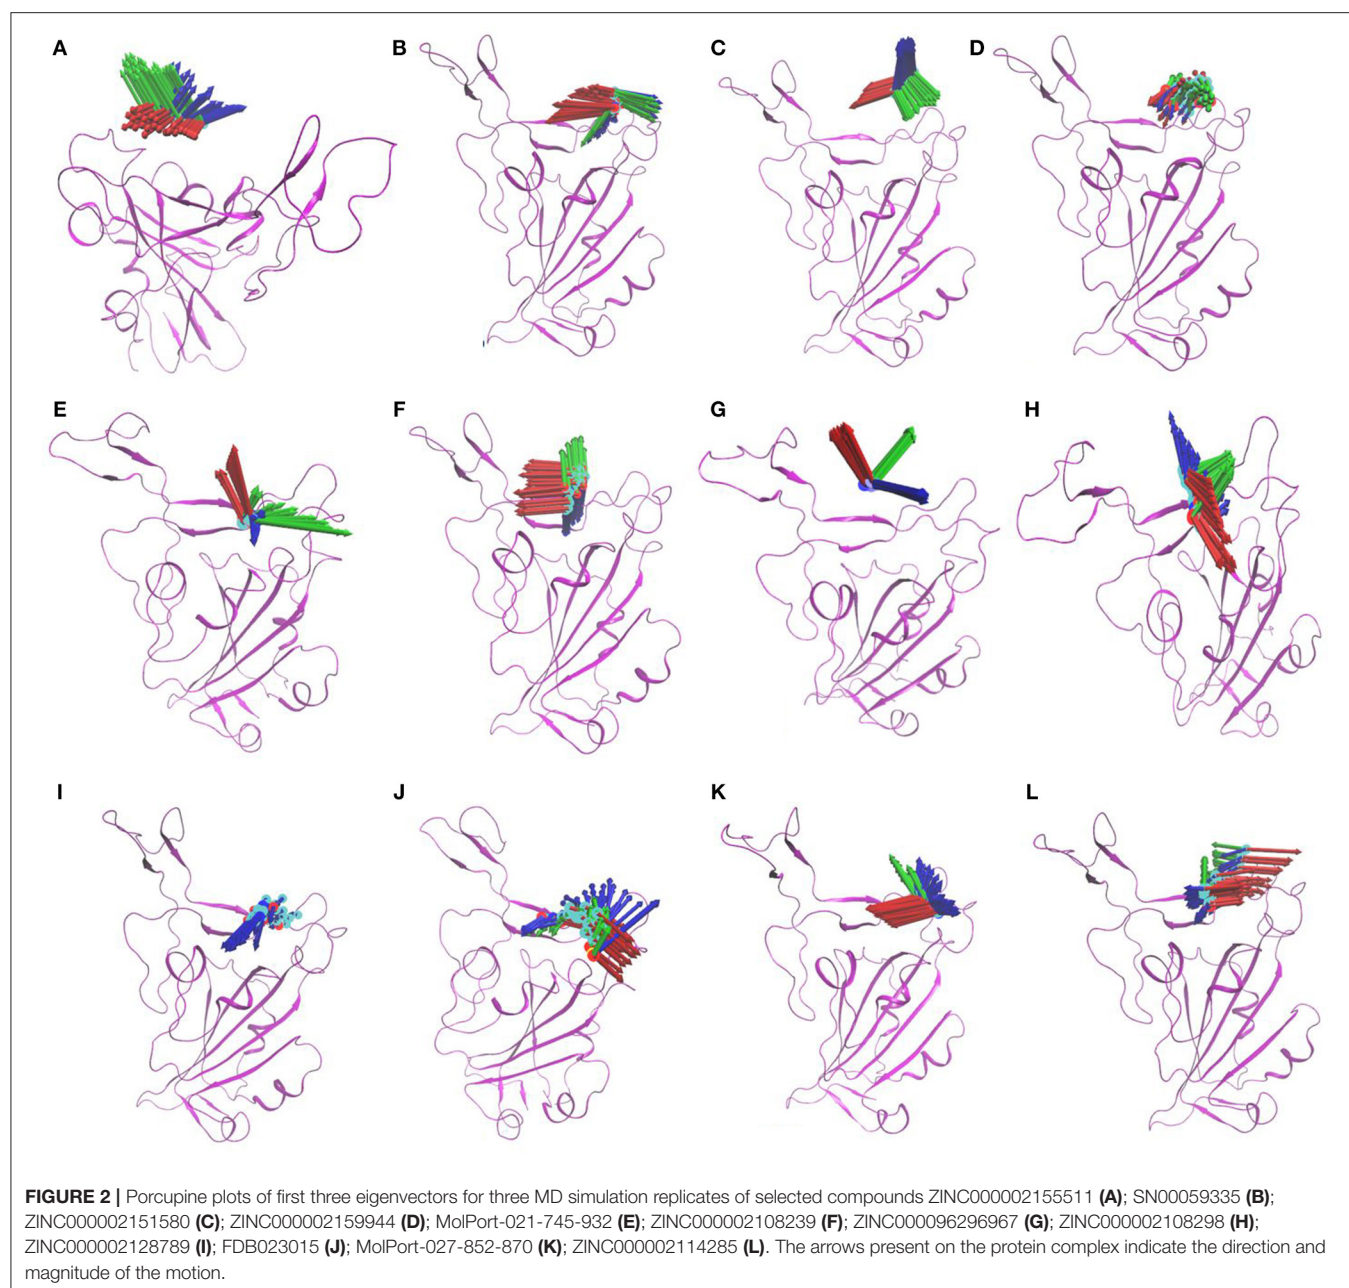 A
B
C
D
E
F
G
H
I
J
K
L
FIGURE 2 | Porcupine plots of first three eigenvectors for three MD simulation replicates of selected compounds ZINC000002155511 (A); SN00059335 (B);
ZINC000002151580 (C); ZINC000002159944 (D); MolPort-021-745-932 (E); ZINC000002108239 (F); ZINC000096296967 (G); ZINC000002108298 (H);
ZINC000002128789 (I); FDB023015 (J); MolPort-027-852-870 (K); ZINC000002114285 (L). The arrows present on the protein complex indicate the direction and
magnitude of the motion.